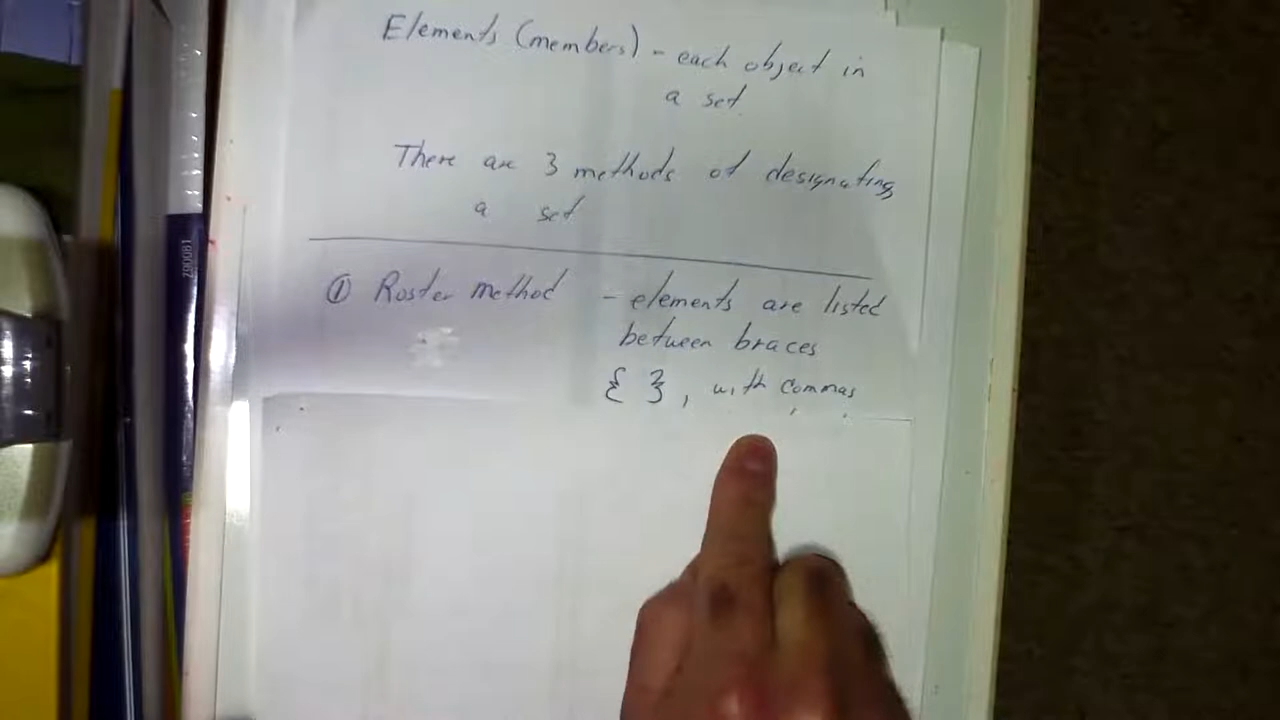 Elements (members) - each object in
a set
There are 3 methods of designating
a set
① Roster method - elements are listed
between braces
{ }, with commas